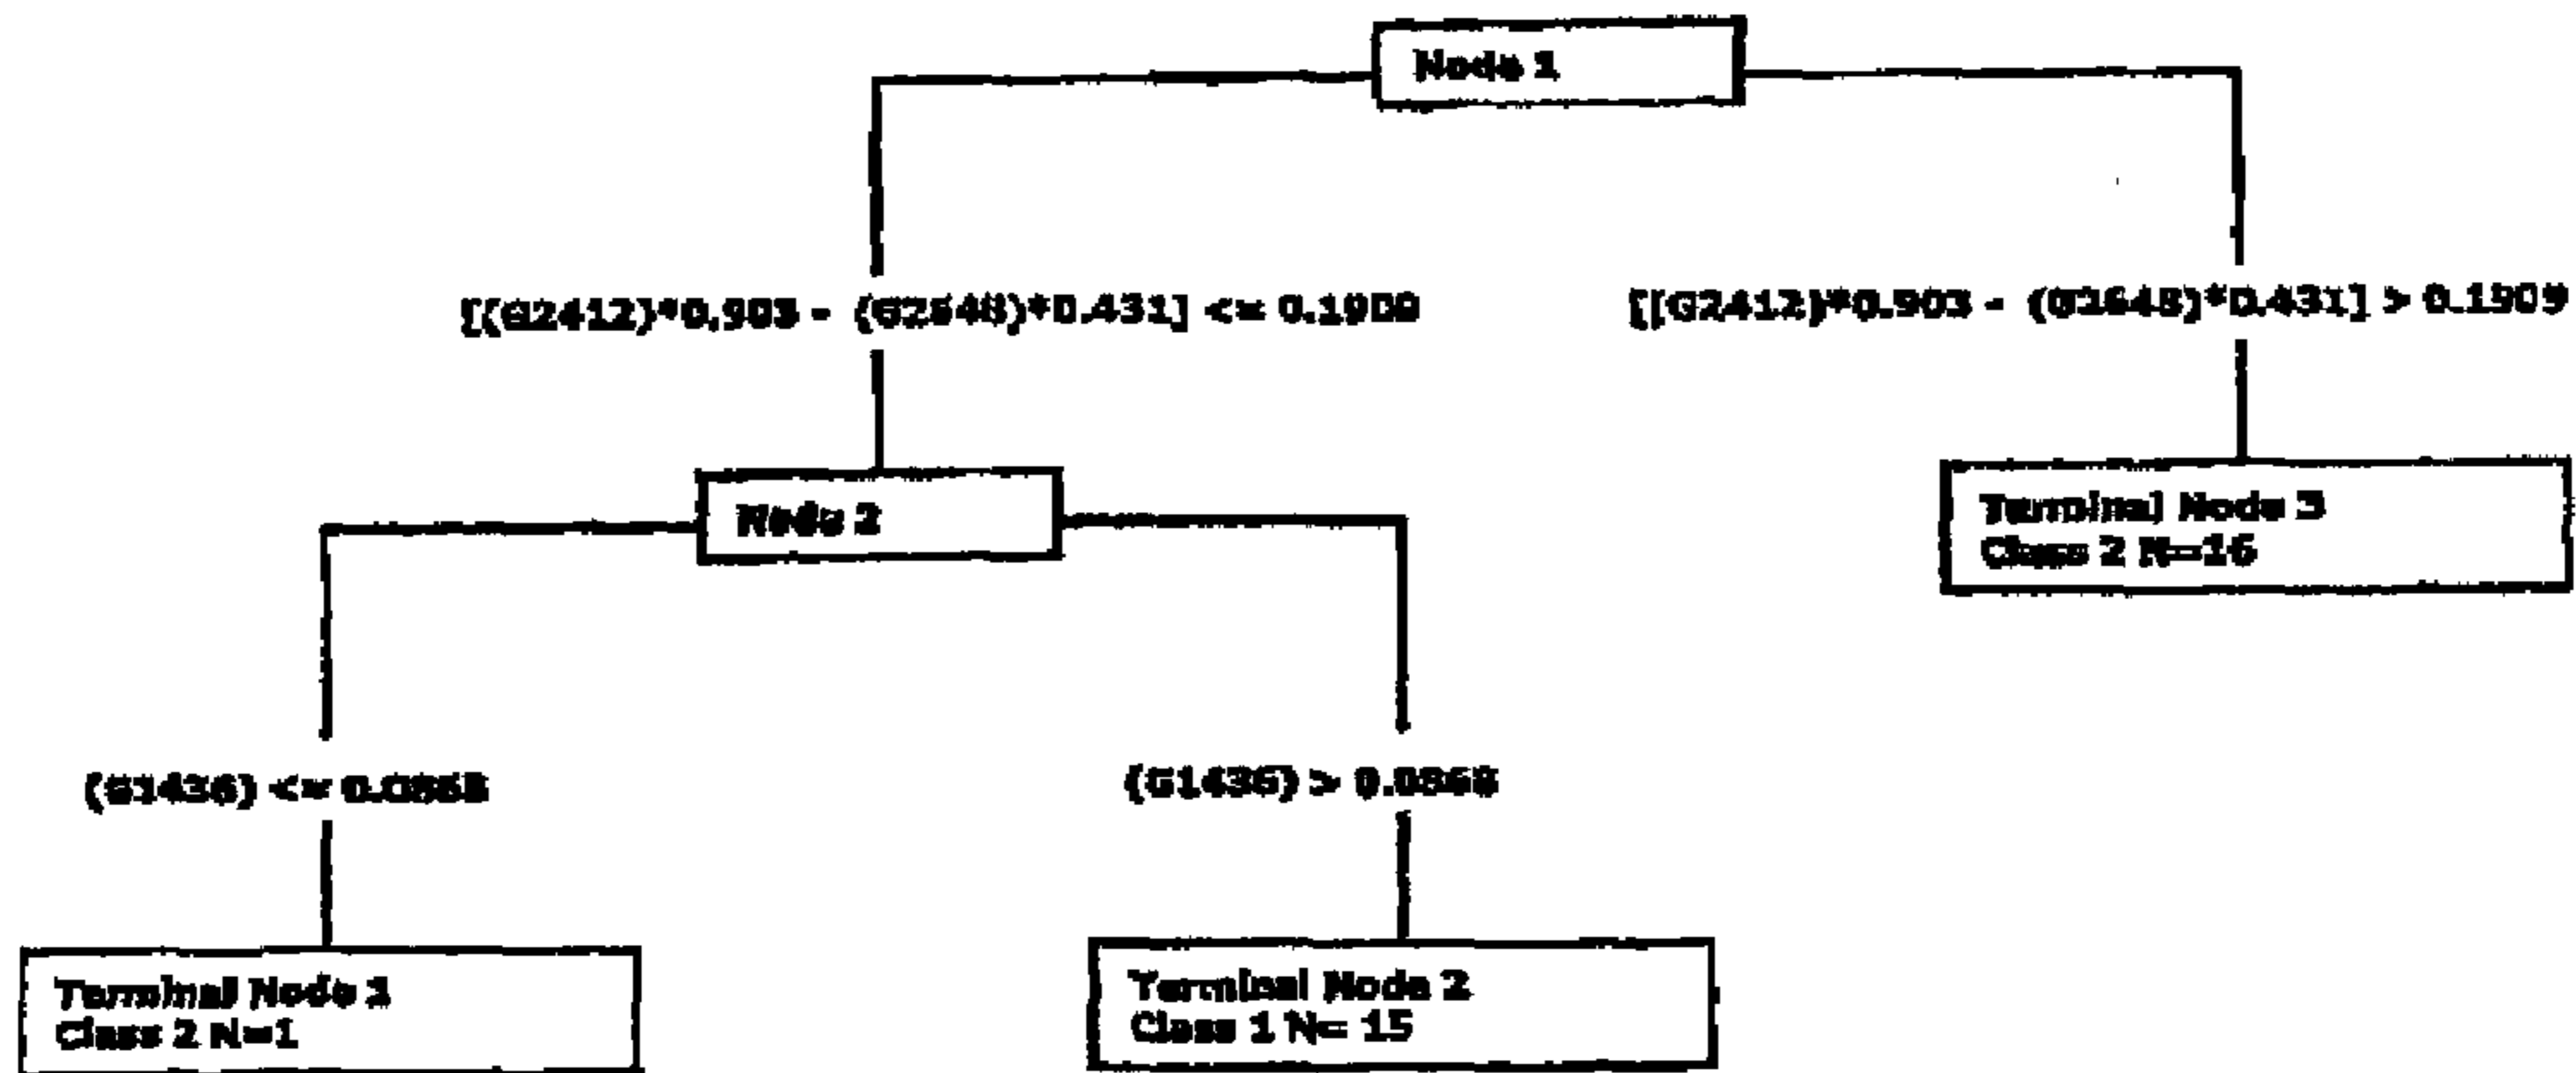 Node 1
[(G2412)*0.903 - (G2648)*0.431] <= 0.1909
[(G2412)*0.903 - (G2648)*0.431] > 0.1909
Node 2
Terminal Node 3
Class 2 N=16
(G1436) <= 0.0868
(G1436) > 0.0868
Terminal Node 1
Class 2 N=1
Terminal Node 2
Class 1 N= 15